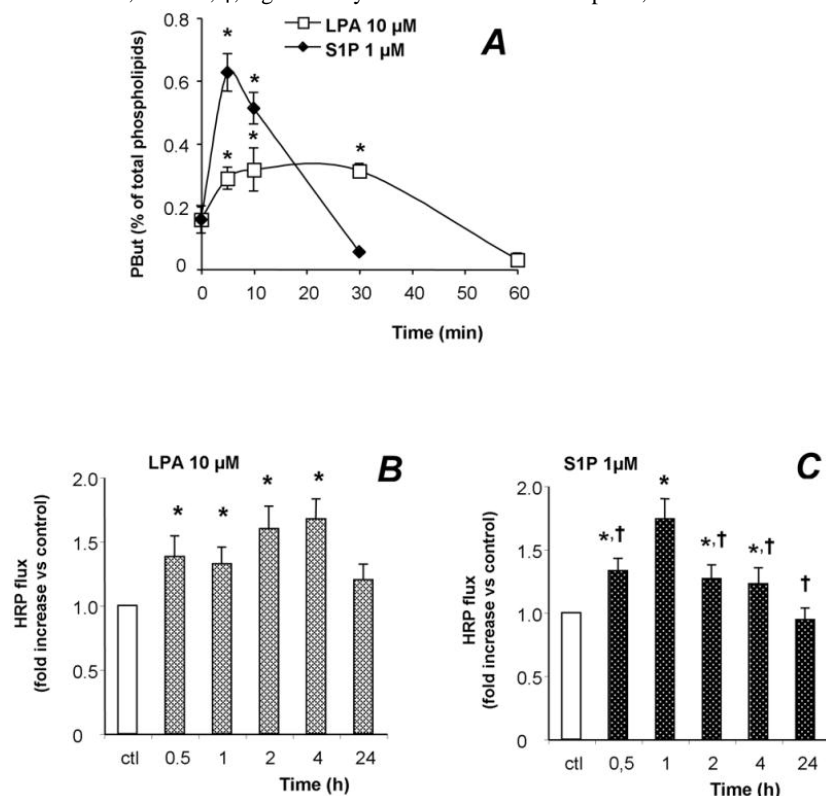 LPA 10 µM
S1P 1 µM
A
0.8
0.6
0.4
0.2
0
PBut (% of total phospholipids)
* * * * *
0 10 20 30 40 50 60
Time (min)
LPA 10 µM
B
2.0
1.5
1.0
0.5
0
HRP flux
(fold increase vs control)
* * * *
ctl 0.5 1 2 4 24
Time (h)
S1P 1µM
C
2.0
1.5
1.0
0.5
0
HRP flux
(fold increase vs control)
*,† * *,† *,† †
ctl 0,5 1 2 4 24
Time (h)